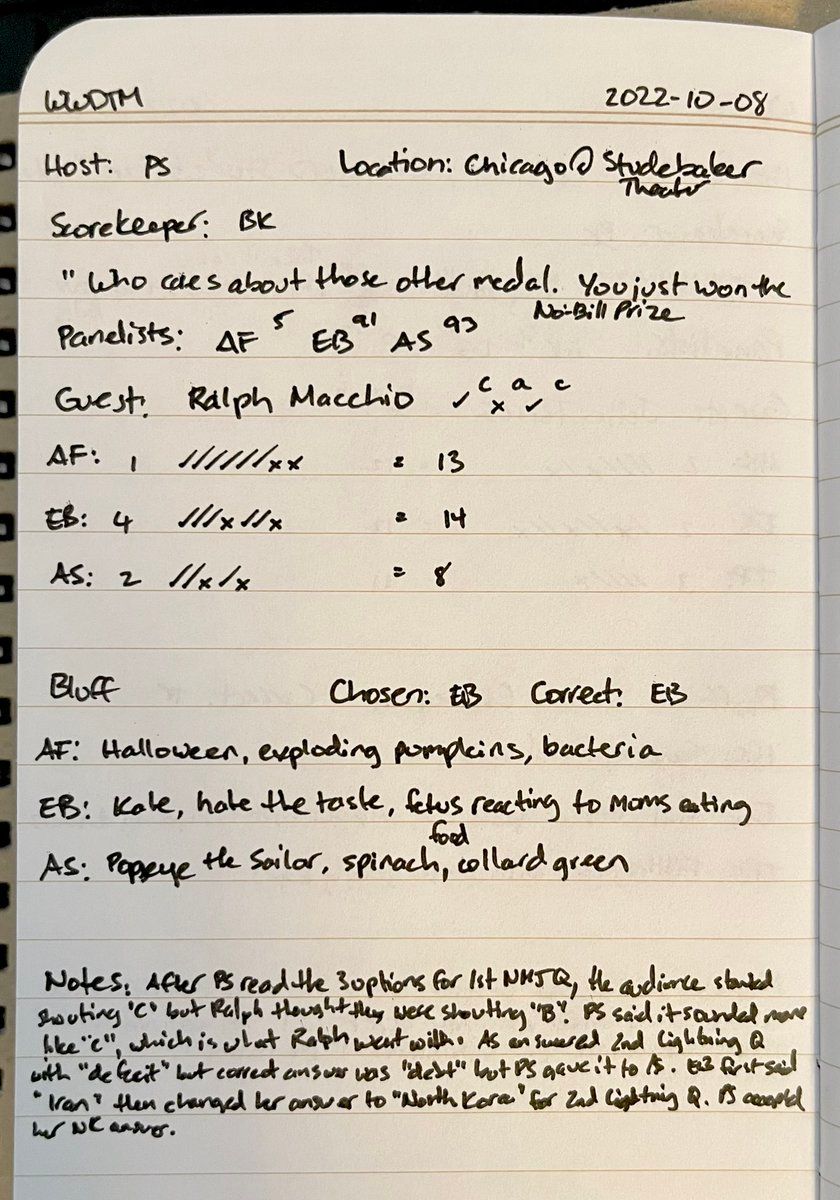 WWDTM 2022-10-08
Host: PS Location: Chicago @ Studebaker
Theater
Scorekeeper: BK
" Who cares about those other medal. You just won the
No-Bill Prize
Panelists: AF 5 EB 91 AS 93
Guest: Ralph Macchio ✓ c x a ✓ c
AF: 1 //////xx = 13
EB: 4 ///x//x = 14
AS: 2 //x/x = 8
Bluff Chosen: EB Correct: EB
AF: Halloween, exploding pumpkins, bacteria
EB: Kale, hate the taste, fetus reacting to Moms eating
food
AS: Popeye the Sailor, spinach, collard green
Notes: After PS read the 3 options for 1st NMJQ, the audience started
shouting "C" but Ralph thought they were shouting "B". PS said it sounded more
like "c", which is what Ralph went with. AS answered 2nd Lightning Q
with "defecit" but correct answer was "debt" but PS gave it to AS. EB first said
"Iran" then changed her answer to "North Korea" for 2nd Lightning Q. PS accepted
her NK answer.